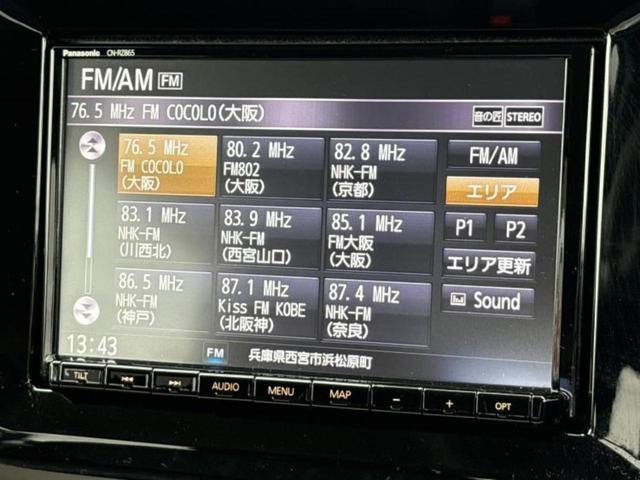 Panasonic CN-RZ865
FM/AM FM
76.5 MHz FM COCOLO(大阪)
音の匠 STEREO
76.5 MHz
FM COCOLO
(大阪)
80.2 MHz
FM802
(大阪)
82.8 MHz
NHK-FM
(京都)
83.1 MHz
NHK-FM
(川西北)
83.9 MHz
NHK-FM
(西宮山口)
85.1 MHz
FM大阪
(大阪)
86.5 MHz
NHK-FM
(神戸)
87.1 MHz
Kiss FM KOBE
(北阪神)
87.4 MHz
NHK-FM
(奈良)
FM/AM
エリア
P1 P2
エリア更新
Sound
13:43
FM 兵庫県西宮市浜松原町
TILT AUDIO MENU MAP - + OPT